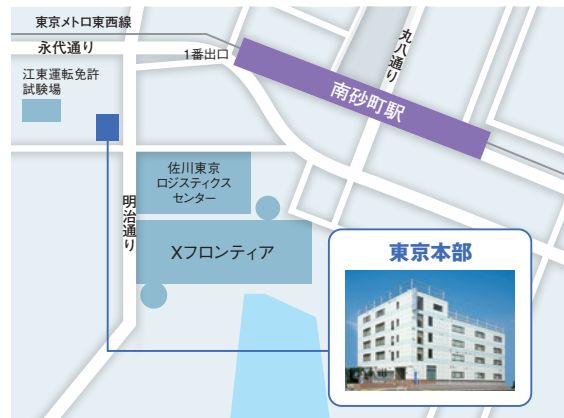 東京メトロ東西線
永代通り
1番出口
丸八通り
江東運転免許
試験場
南砂町駅
佐川東京
ロジスティクス
センター
明治通り
Xフロンティア
東京本部